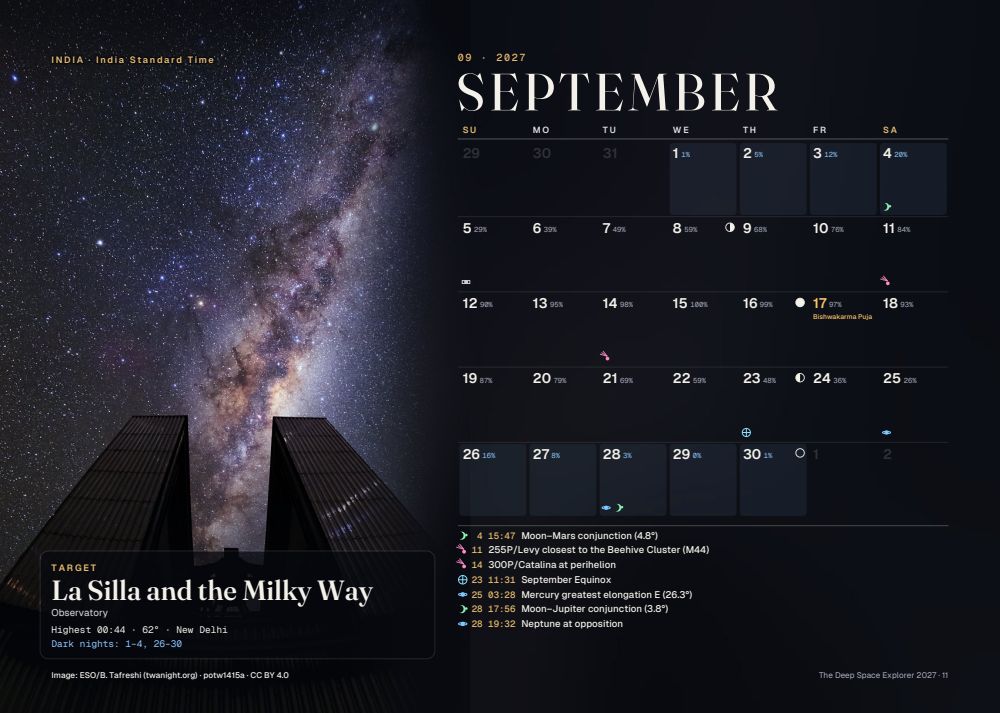 INDIA · India Standard Time
09 · 2027
SEPTEMBER
SU MO TU WE TH FR SA
29 30 31 1 1% 2 5% 3 12% 4 20%
5 29% 6 39% 7 49% 8 59% 9 68% 10 76% 11 84%
12 90% 13 95% 14 98% 15 100% 16 99% 17 97% 18 93%
Bishwakarma Puja
19 87% 20 79% 21 69% 22 59% 23 48% 24 36% 25 26%
26 16% 27 8% 28 3% 29 0% 30 1% 1 2
4 15:47 Moon–Mars conjunction (4.8°)
11 255P/Levy closest to the Beehive Cluster (M44)
14 300P/Catalina at perihelion
23 11:31 September Equinox
25 03:28 Mercury greatest elongation E (26.3°)
28 17:56 Moon–Jupiter conjunction (3.8°)
28 19:32 Neptune at opposition
TARGET
La Silla and the Milky Way
Observatory
Highest 00:44 · 62° · New Delhi
Dark nights: 1–4, 26–30
Image: ESO/B. Tafreshi (twanight.org) · potw1415a · CC BY 4.0
The Deep Space Explorer 2027 · 11